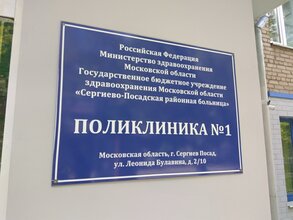 Российская Федерация
Министерство здравоохранения
Московской области
Государственное бюджетное учреждение
здравоохранения Московской области
«Сергиево-Посадская районная больница»
ПОЛИКЛИНИКА №1
Московская область, г. Сергиев Посад,
ул. Леонида Булавина, д. 2/10